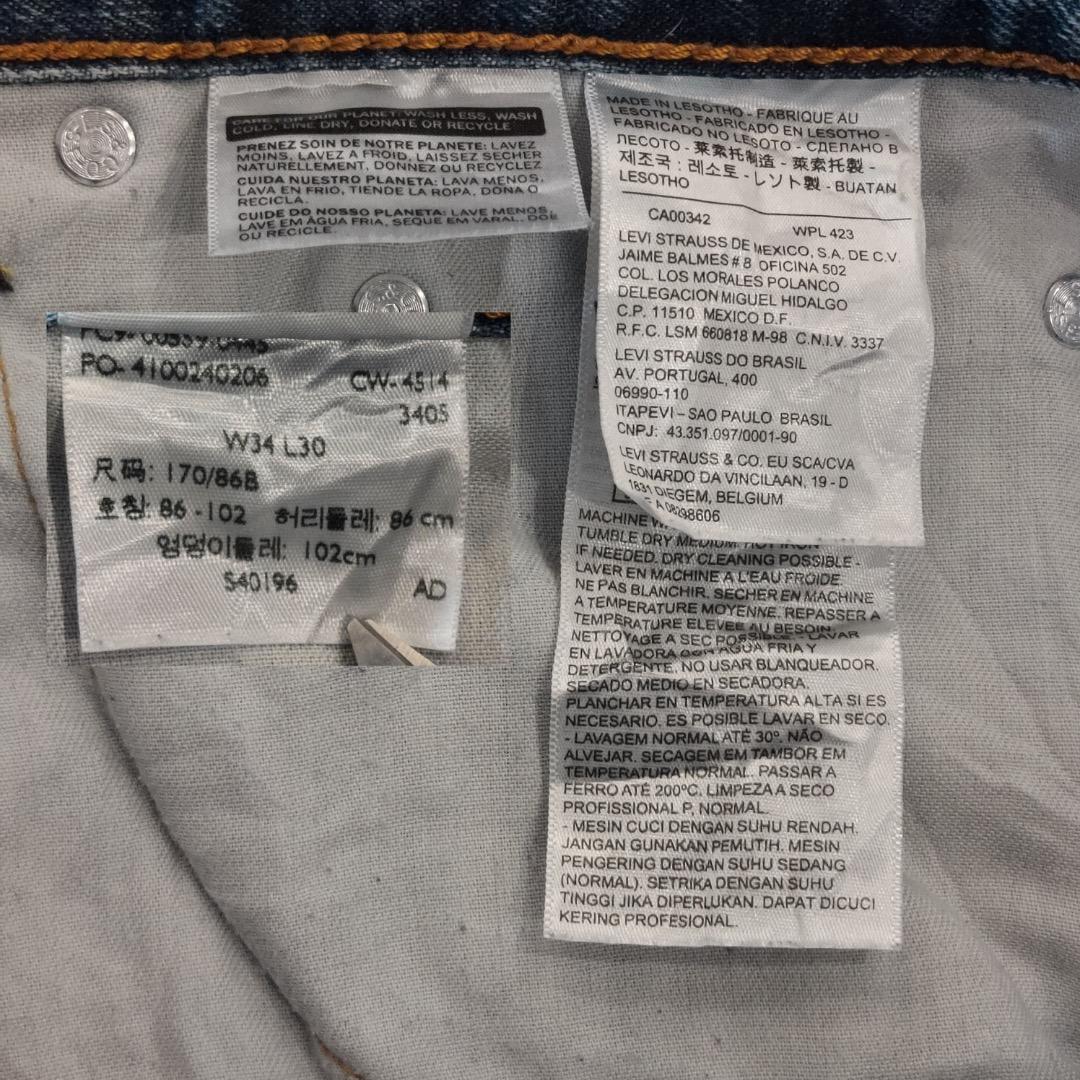 CARE FOR OUR PLANET: WASH LESS, WASH
COLD, LINE DRY, DONATE OR RECYCLE
PRENEZ SOIN DE NOTRE PLANETE: LAVEZ
MOINS, LAVEZ A FROID, LAISSEZ SECHER
NATURELLEMENT, DONNEZ OU RECYCLEZ
CUIDA NUESTRO PLANETA: LAVA MENOS,
LAVA EN FRIO, TIENDE LA ROPA, DONA O
RECICLA.
CUIDE DO NOSSO PLANETA: LAVE MENOS,
LAVE EM ÁGUA FRIA, SEQUE EM VARAL, DOE
OU RECICLE.
PO- 4100240206 CW- 4514
3405
W34 L30
尺码: 170/86B
호칭: 86 -102 허리둘레: 86 cm
엉덩이둘레: 102cm
S40196 AD
MADE IN LESOTHO - FABRIQUE AU
LESOTHO - FABRICADO EN LESOTHO -
FABRICADO NO LESOTO - СДЕЛАНО В
ЛЕСОТО - 莱索托制造 - 萊索托製 -
제조국 : 레소토 - レソト製 - BUATAN
LESOTHO
CA00342 WPL 423
LEVI STRAUSS DE MEXICO, S.A. DE C.V.
JAIME BALMES # 8 OFICINA 502
COL. LOS MORALES POLANCO
DELEGACION MIGUEL HIDALGO
C.P. 11510 MEXICO D.F.
R.F.C. LSM 660818 M-98 C.N.I.V. 3337
LEVI STRAUSS DO BRASIL
AV. PORTUGAL, 400
06990-110
ITAPEVI – SAO PAULO BRASIL
CNPJ: 43.351.097/0001-90
LEVI STRAUSS & CO. EU SCA/CVA
LEONARDO DA VINCILAAN, 19 - D
1831 DIEGEM, BELGIUM
A 08298606
MACHINE
TUMBLE DRY MEDIUM. HOT IRON
IF NEEDED. DRY CLEANING POSSIBLE -
LAVER EN MACHINE A L'EAU FROIDE.
NE PAS BLANCHIR. SECHER EN MACHINE
A TEMPERATURE MOYENNE. REPASSER A
TEMPERATURE ELEVEE AU BESOIN.
NETTOYAGE A SEC POSSIBLE - LAVAR
EN LAVADORA CON AGUA FRIA Y
DETERGENTE. NO USAR BLANQUEADOR.
SECADO MEDIO EN SECADORA.
PLANCHAR EN TEMPERATURA ALTA SI ES
NECESARIO. ES POSIBLE LAVAR EN SECO.
- LAVAGEM NORMAL ATÉ 30º. NÃO
ALVEJAR. SECAGEM EM TAMBOR EM
TEMPERATURA NORMAL. PASSAR A
FERRO ATÉ 200ºC. LIMPEZA A SECO
PROFISSIONAL P, NORMAL.
- MESIN CUCI DENGAN SUHU RENDAH.
JANGAN GUNAKAN PEMUTIH. MESIN
PENGERING DENGAN SUHU SEDANG
(NORMAL). SETRIKA DENGAN SUHU
TINGGI JIKA DIPERLUKAN. DAPAT DICUCI
KERING PROFESIONAL.